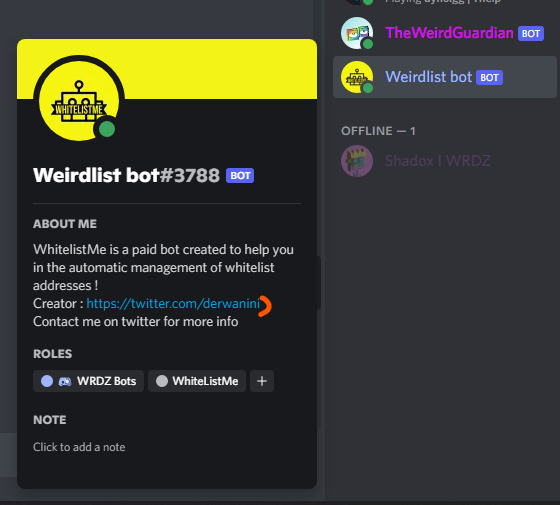 WHITELISTME
Weirdlist bot#3788 BOT
ABOUT ME
WhitelistMe is a paid bot created to help you
in the automatic management of whitelist
addresses !
Creator : https://twitter.com/derwanini
Contact me on twitter for more info
ROLES
WRDZ Bots WhiteListMe +
NOTE
Click to add a note
TheWeirdGuardian BOT
Weirdlist bot BOT
OFFLINE — 1
Shadox I WRDZ